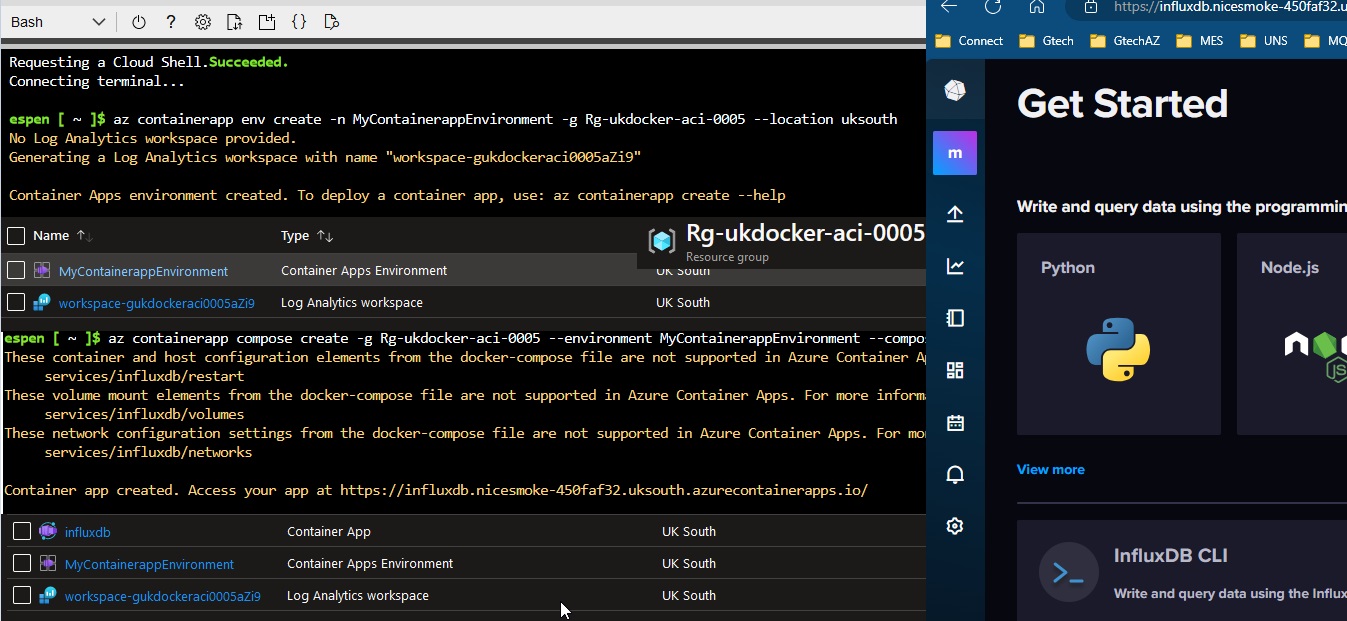 Bash
Requesting a Cloud Shell.Succeeded.
Connecting terminal...
espen [ ~ ]$ az containerapp env create -n MyContainerappEnvironment -g Rg-ukdocker-aci-0005 --location uksouth
No Log Analytics workspace provided.
Generating a Log Analytics workspace with name "workspace-gukdockeraci0005aZi9"
Container Apps environment created. To deploy a container app, use: az containerapp create --help
Name Type
Rg-ukdocker-aci-0005
Resource group
MyContainerappEnvironment Container Apps Environment UK South
workspace-gukdockeraci0005aZi9 Log Analytics workspace UK South
espen [ ~ ]$ az containerapp compose create -g Rg-ukdocker-aci-0005 --environment MyContainerappEnvironment --compo
These container and host configuration elements from the docker-compose file are not supported in Azure Container A
services/influxdb/restart
These volume mount elements from the docker-compose file are not supported in Azure Container Apps. For more informa
services/influxdb/volumes
These network configuration settings from the docker-compose file are not supported in Azure Container Apps. For mo
services/influxdb/networks
Container app created. Access your app at https://influxdb.nicesmoke-450faf32.uksouth.azurecontainerapps.io/
influxdb Container App UK South
MyContainerappEnvironment Container Apps Environment UK South
workspace-gukdockeraci0005aZi9 Log Analytics workspace UK South
https://influxdb.nicesmoke-450faf32.u
Connect Gtech GtechAZ MES UNS MQ
m
Get Started
Write and query data using the programmin
Python Node.js
JS
View more
InfluxDB CLI
Write and query data using the Influx